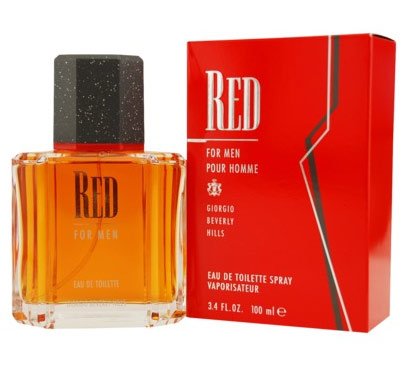 RED
FOR MEN
EAU DE TOILETTE
RED
FOR MEN
POUR HOMME
GIORGIO
BEVERLY
HILLS
EAU DE TOILETTE SPRAY
VAPORISATEUR
3.4 FL.OZ. 100 ml ℮